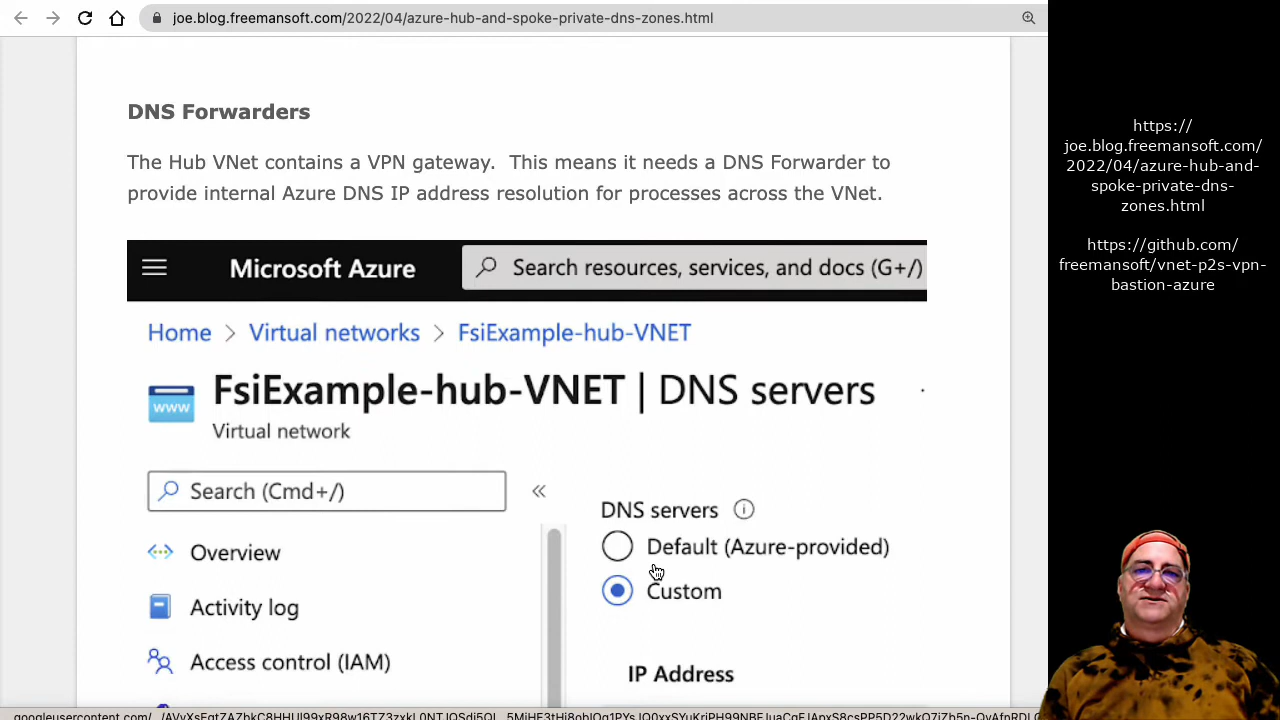 joe.blog.freemansoft.com/2022/04/azure-hub-and-spoke-private-dns-zones.html
DNS Forwarders
The Hub VNet contains a VPN gateway.  This means it needs a DNS Forwarder to
provide internal Azure DNS IP address resolution for processes across the VNet.
Microsoft Azure
Search resources, services, and docs (G+/)
Home > Virtual networks > FsiExample-hub-VNET
www
FsiExample-hub-VNET | DNS servers
Virtual network
Search (Cmd+/)
«
Overview
Activity log
Access control (IAM)
DNS servers
Default (Azure-provided)
Custom
IP Address
https://
joe.blog.freemansoft.com/
2022/04/azure-hub-and-
spoke-private-dns-
zones.html
https://github.com/
freemansoft/vnet-p2s-vpn-
bastion-azure